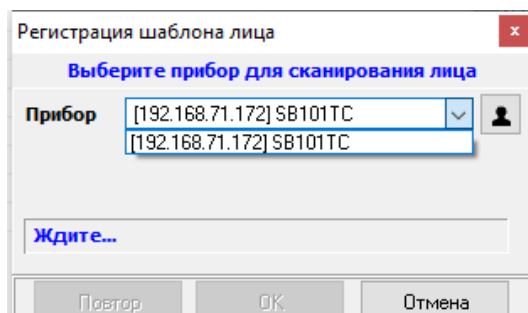 Регистрация шаблона лица
x
Выберите прибор для сканирования лица
Прибор [192.168.71.172] SB101TC
[192.168.71.172] SB101TC
Ждите...
Повтор OK Отмена